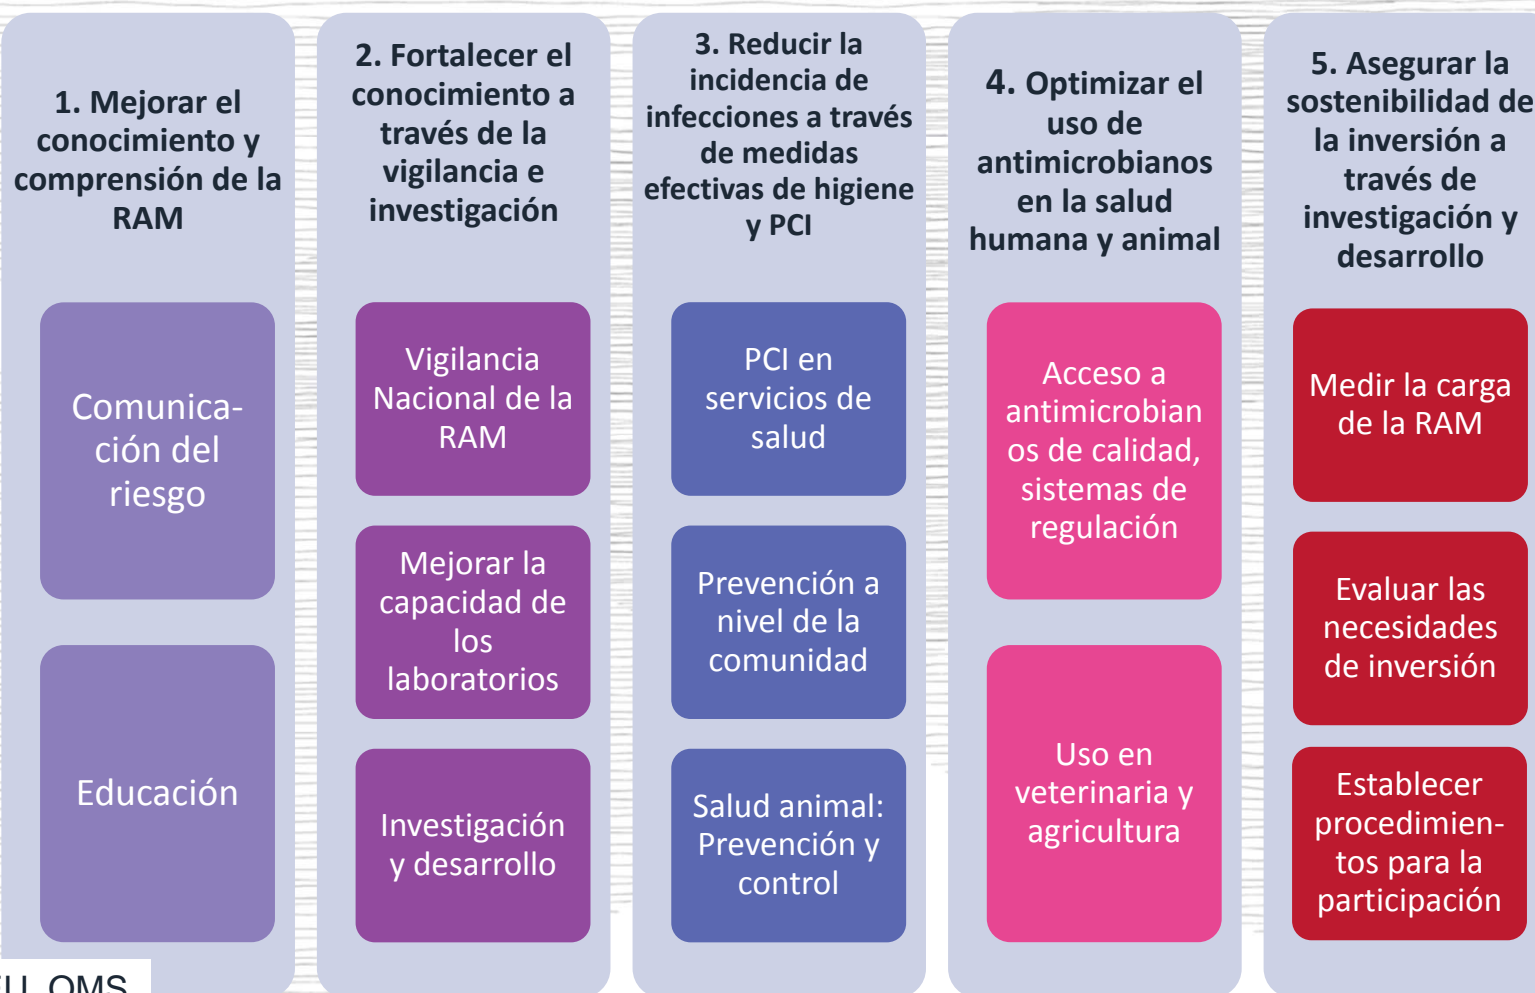 1. Mejorar el
conocimiento y
comprensión de la
RAM
Comunica-
ción del
riesgo
Educación
2. Fortalecer el
conocimiento a
través de la
vigilancia e
investigación
Vigilancia
Nacional de la
RAM
Mejorar la
capacidad de
los
laboratorios
Investigación
y desarrollo
3. Reducir la
incidencia de
infecciones a través
de medidas
efectivas de higiene
y PCI
PCI en
servicios de
salud
Prevención a
nivel de la
comunidad
Salud animal:
Prevención y
control
4. Optimizar el
uso de
antimicrobianos
en la salud
humana y animal
Acceso a
antimicrobian
os de calidad,
sistemas de
regulación
Uso en
veterinaria y
agricultura
5. Asegurar la
sostenibilidad de
la inversión a
través de
investigación y
desarrollo
Medir la carga
de la RAM
Evaluar las
necesidades
de inversión
Establecer
procedimien-
tos para la
participación
OMS